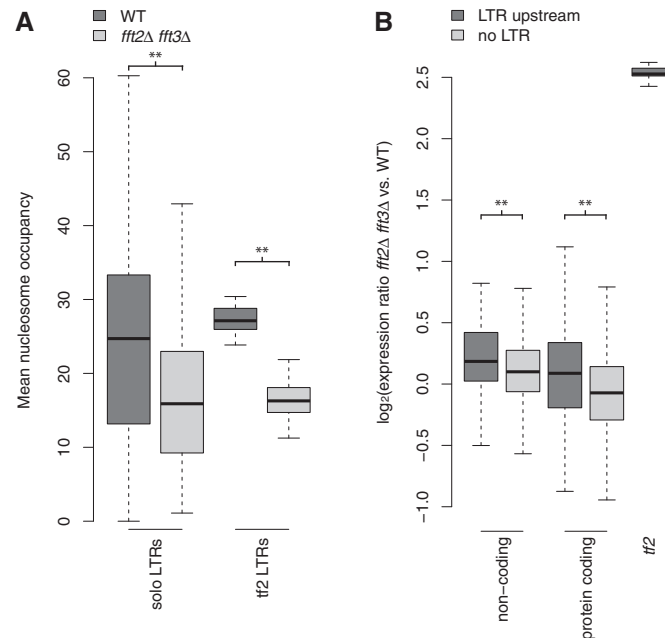 A
WT
fft2Δ fft3Δ
Mean nucleosome occupancy
60
50
40
30
20
10
0
**
**
solo LTRs
tf2 LTRs
B
LTR upstream
no LTR
log₂(expression ratio fft2Δ fft3Δ vs. WT)
2.5
2.0
1.5
1.0
0.5
0.0
−0.5
−1.0
**
**
non−coding
protein coding
tf2